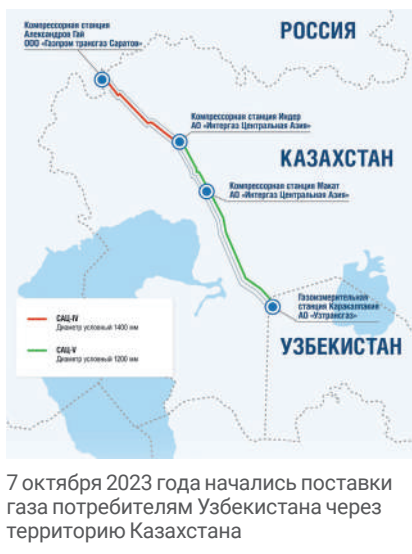 Компрессорная станция
Александров Гай
ООО «Газпром трансгаз Саратов»
РОССИЯ
Компрессорная станция Индер
АО «Интергаз Центральная Азия»
КАЗАХСТАН
Компрессорная станция Макат
АО «Интергаз Центральная Азия»
Газоизмерительная
станция Каракалпакия
АО «Узтрансгаз»
УЗБЕКИСТАН
САЦ-IV
Диаметр условный 1400 мм
САЦ-V
Диаметр условный 1200 мм
7 октября 2023 года начались поставки
газа потребителям Узбекистана через
территорию Казахстана